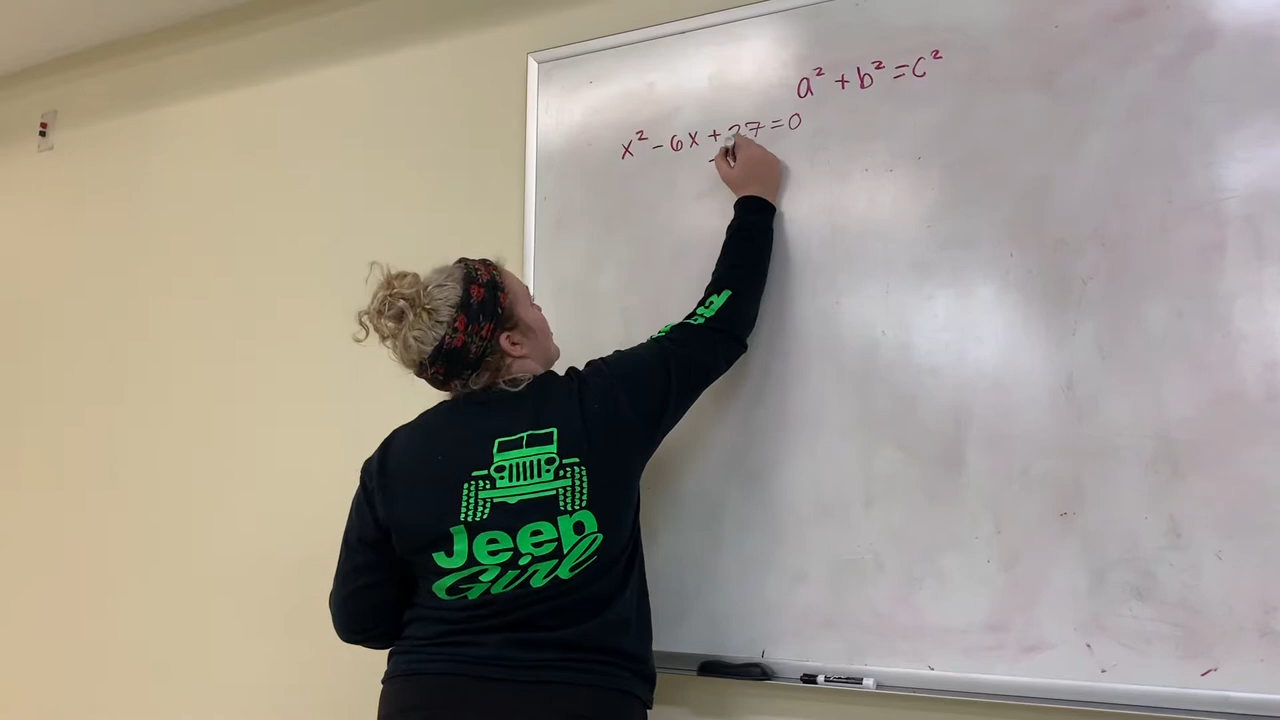 a² + b² = c²
x² - 6x + 27 = 0
-
Jeep
Girl